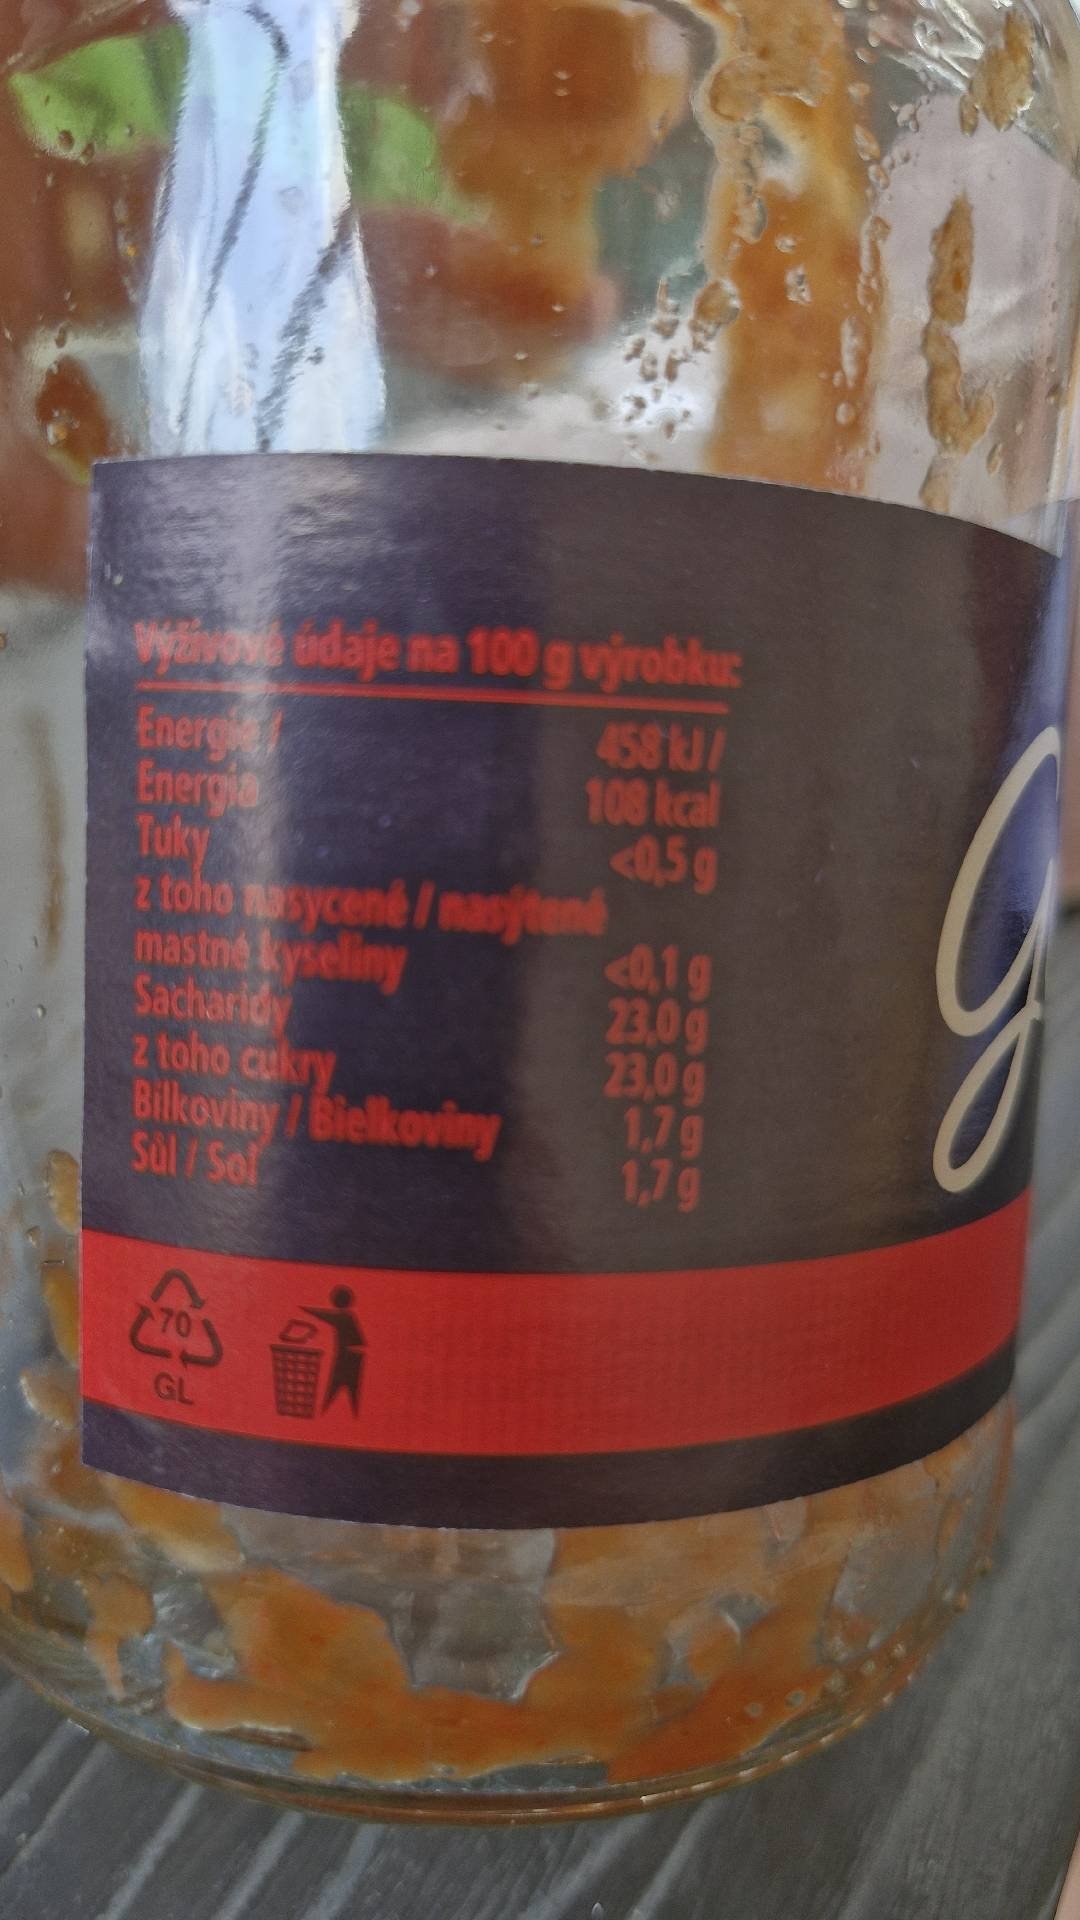 Výživové údaje na 100 g výrobku:
Energie / 458 kJ /
Energia 108 kcal
Tuky <0,5 g
z toho nasycené / nasýtené
mastné kyseliny <0,1 g
Sacharidy 23,0 g
z toho cukry 23,0 g
Bílkoviny / Bielkoviny 1,7 g
Sůl / Soľ 1,7 g
70
GL